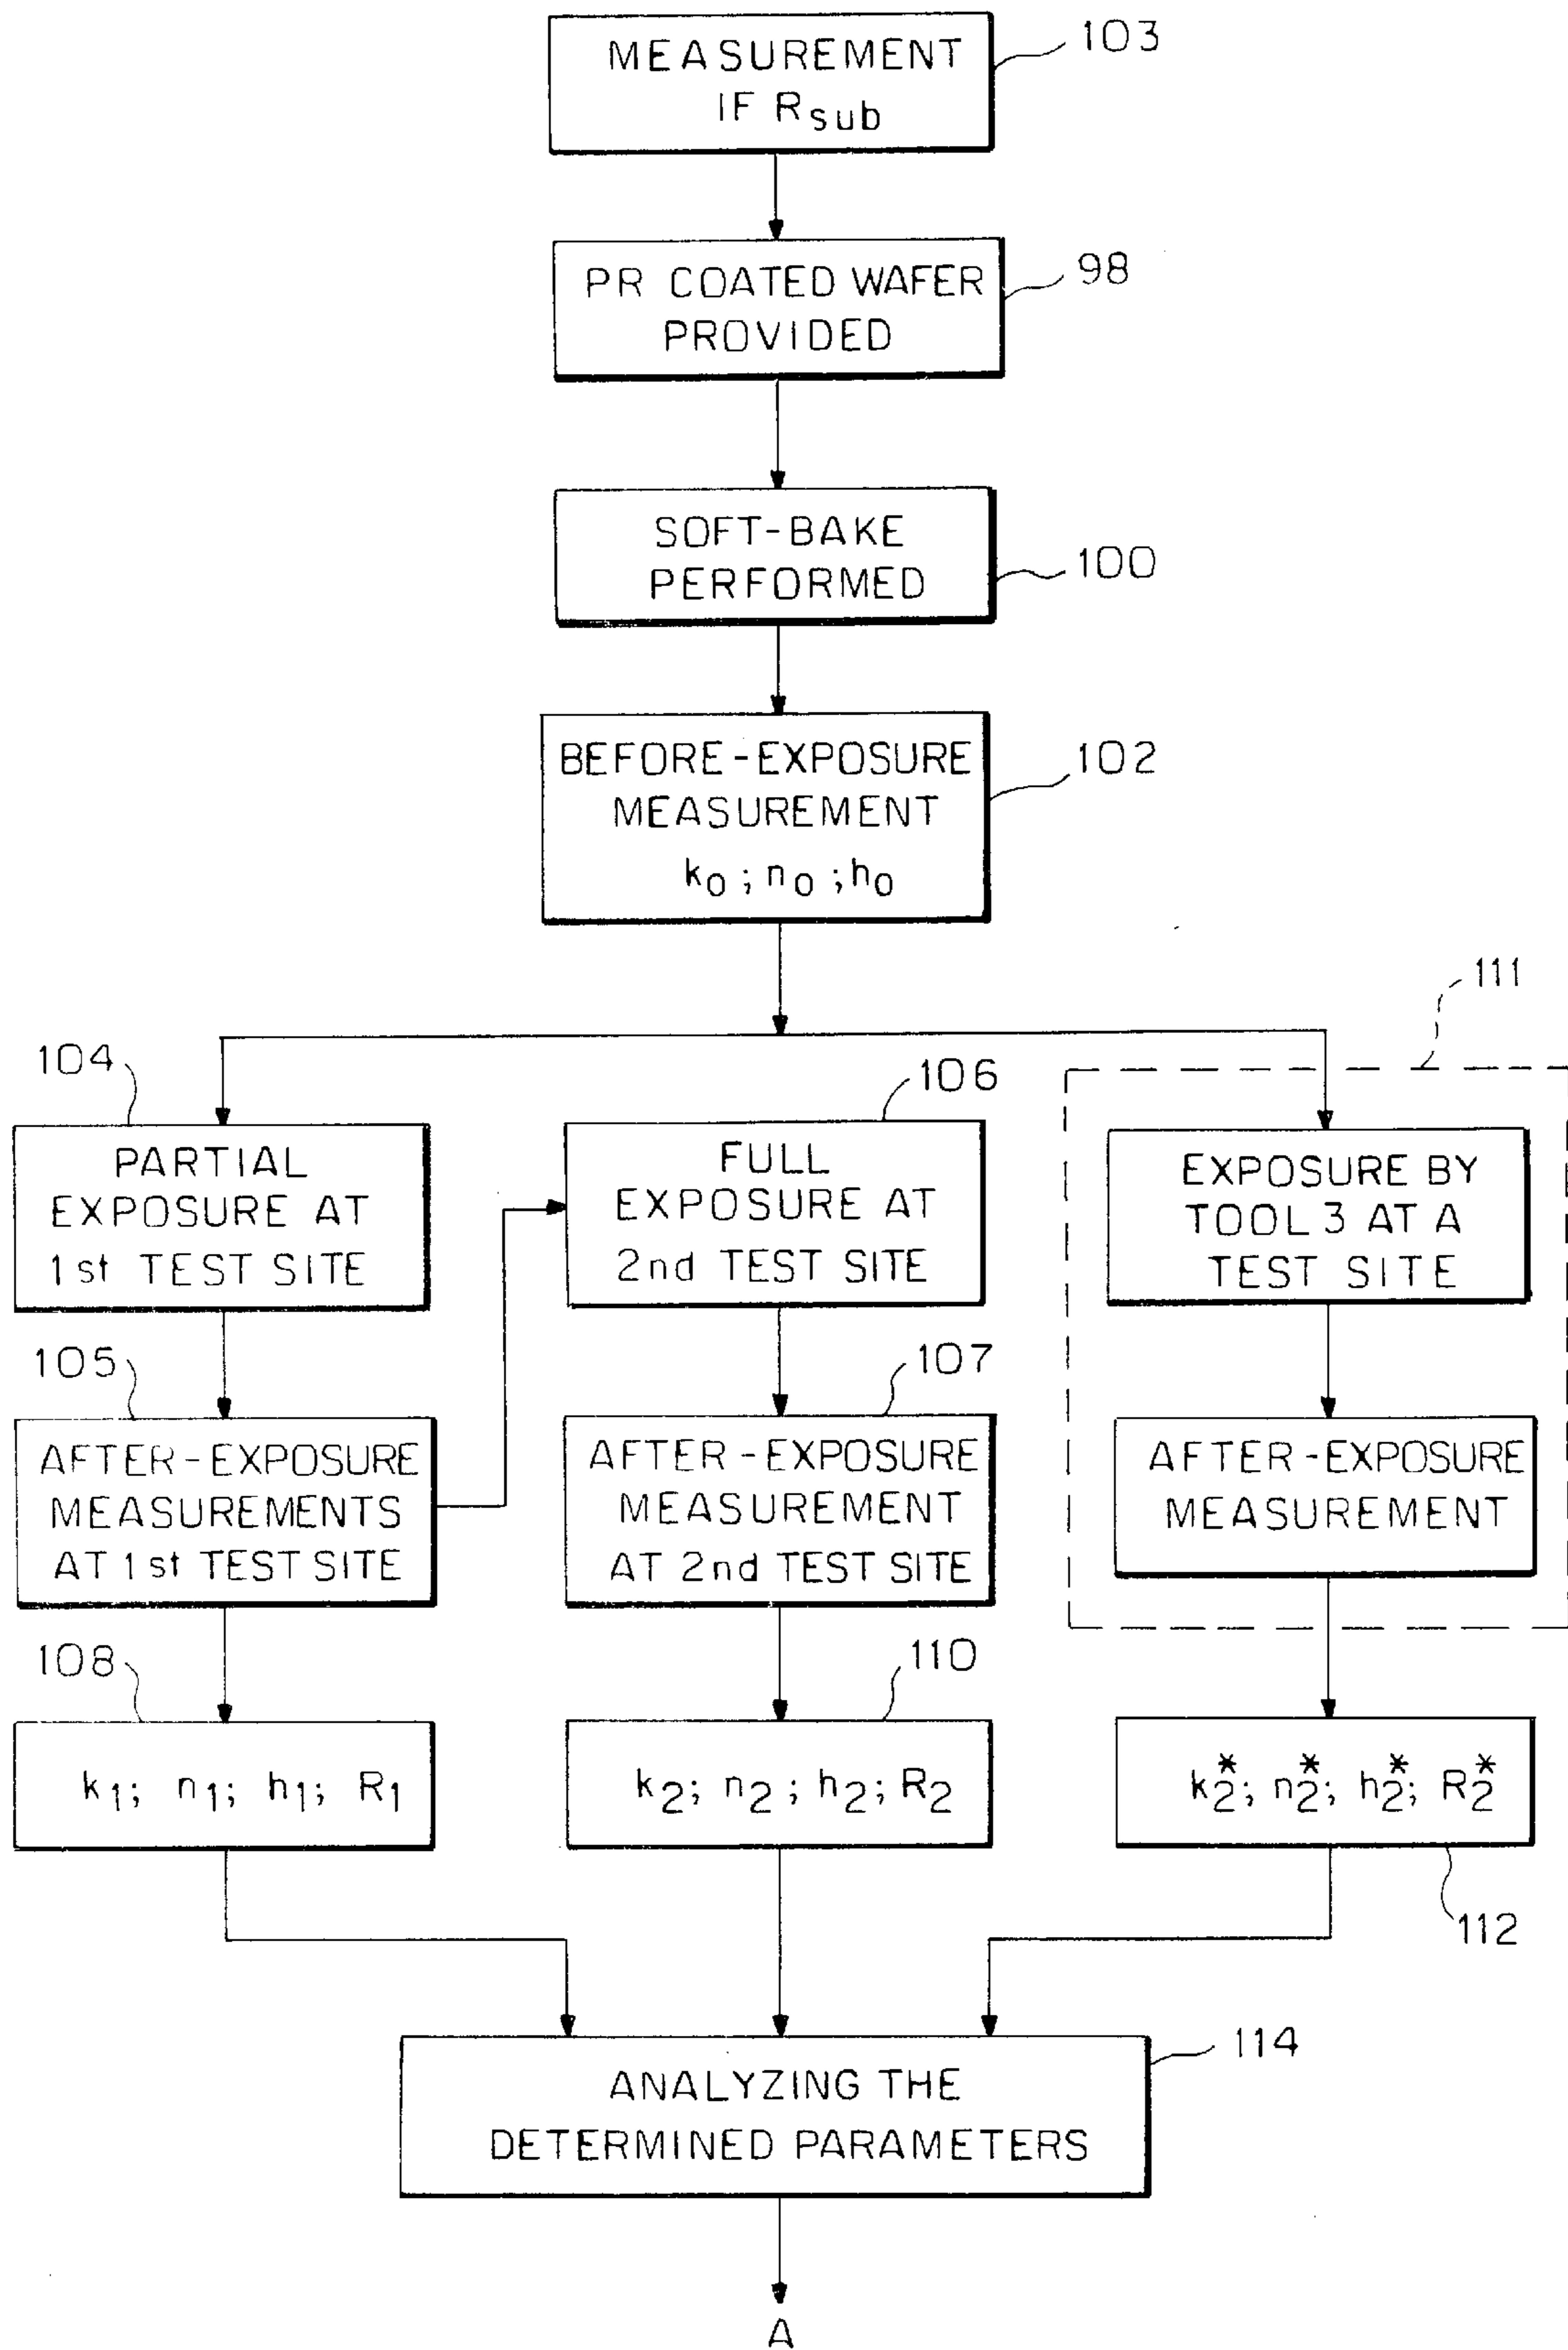 MEASUREMENT
IF Rsub
103
PR COATED WAFER
PROVIDED
98
SOFT-BAKE
PERFORMED
100
BEFORE-EXPOSURE
MEASUREMENT
k0; n0; h0
102
111
104
PARTIAL
EXPOSURE AT
1st TEST SITE
106
FULL
EXPOSURE AT
2nd TEST SITE
EXPOSURE BY
TOOL 3 AT A
TEST SITE
105
AFTER-EXPOSURE
MEASUREMENTS
AT 1st TEST SITE
107
AFTER-EXPOSURE
MEASUREMENT
AT 2nd TEST SITE
AFTER-EXPOSURE
MEASUREMENT
108
k1; n1; h1; R1
110
k2; n2; h2; R2
k2*; n2*; h2*; R2*
112
ANALYZING THE
DETERMINED PARAMETERS
114
A